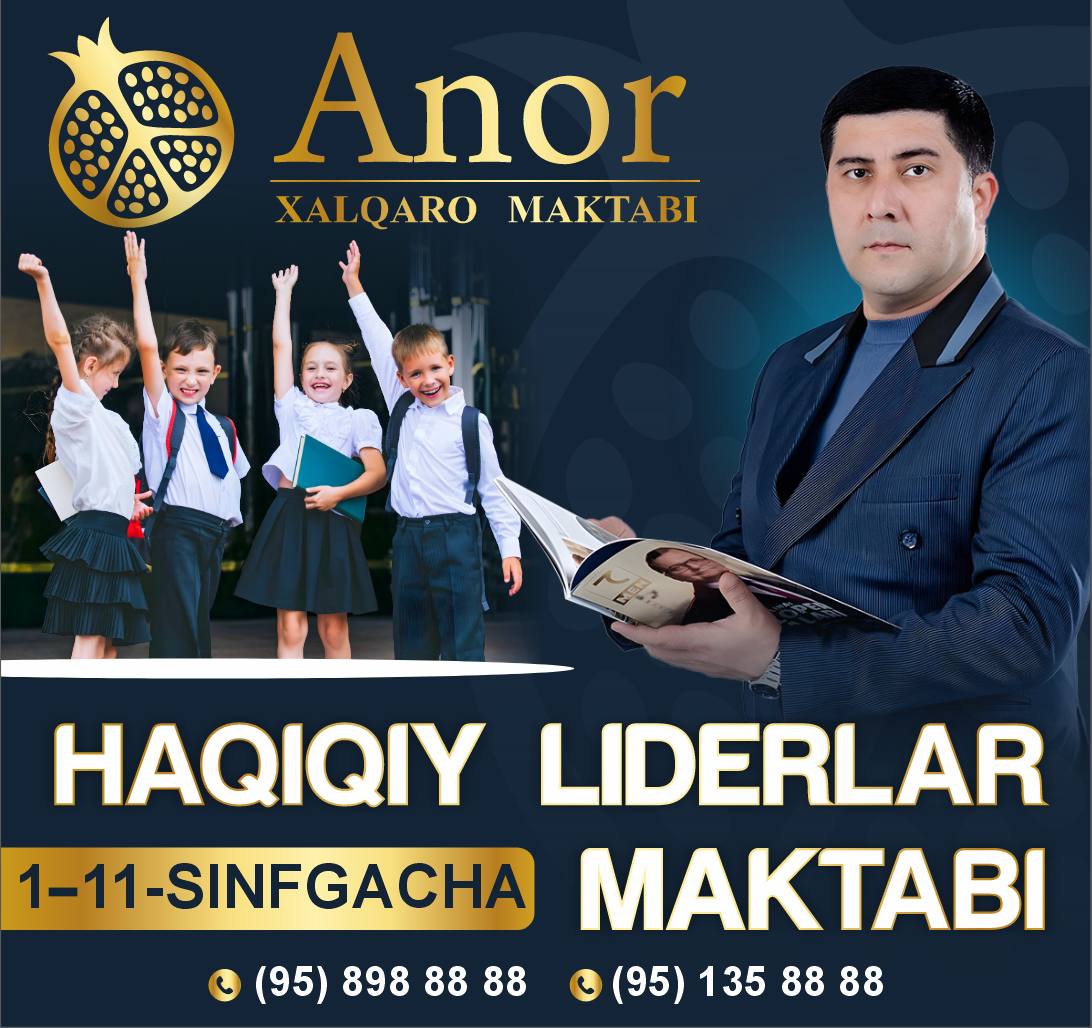 Anor
XALQARO MAKTABI
HAQIQIY LIDERLAR
1–11-SINFGACHA
MAKTABI
(95) 898 88 88 (95) 135 88 88